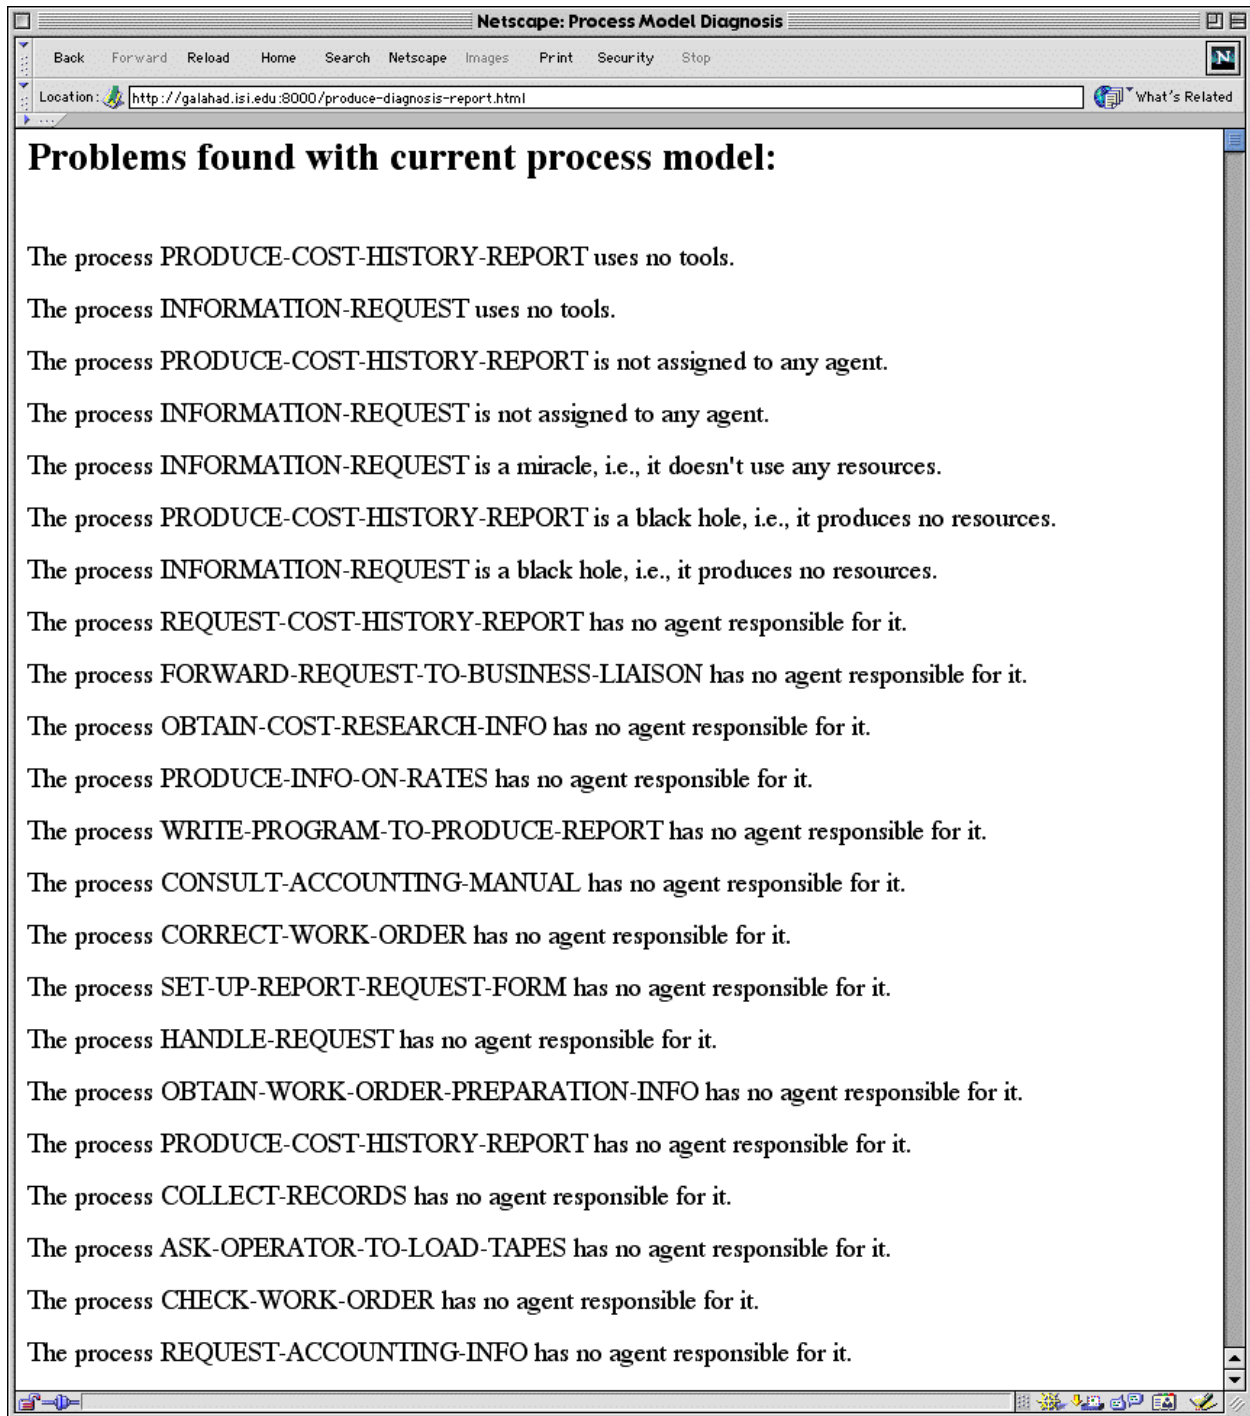 Netscape: Process Model Diagnosis
Back Forward Reload Home Search Netscape Images Print Security Stop
N
Location: http://galahad.isi.edu:8000/produce-diagnosis-report.html What's Related
...
Problems found with current process model:
The process PRODUCE-COST-HISTORY-REPORT uses no tools.
The process INFORMATION-REQUEST uses no tools.
The process PRODUCE-COST-HISTORY-REPORT is not assigned to any agent.
The process INFORMATION-REQUEST is not assigned to any agent.
The process INFORMATION-REQUEST is a miracle, i.e., it doesn't use any resources.
The process PRODUCE-COST-HISTORY-REPORT is a black hole, i.e., it produces no resources.
The process INFORMATION-REQUEST is a black hole, i.e., it produces no resources.
The process REQUEST-COST-HISTORY-REPORT has no agent responsible for it.
The process FORWARD-REQUEST-TO-BUSINESS-LIAISON has no agent responsible for it.
The process OBTAIN-COST-RESEARCH-INFO has no agent responsible for it.
The process PRODUCE-INFO-ON-RATES has no agent responsible for it.
The process WRITE-PROGRAM-TO-PRODUCE-REPORT has no agent responsible for it.
The process CONSULT-ACCOUNTING-MANUAL has no agent responsible for it.
The process CORRECT-WORK-ORDER has no agent responsible for it.
The process SET-UP-REPORT-REQUEST-FORM has no agent responsible for it.
The process HANDLE-REQUEST has no agent responsible for it.
The process OBTAIN-WORK-ORDER-PREPARATION-INFO has no agent responsible for it.
The process PRODUCE-COST-HISTORY-REPORT has no agent responsible for it.
The process COLLECT-RECORDS has no agent responsible for it.
The process ASK-OPERATOR-TO-LOAD-TAPES has no agent responsible for it.
The process CHECK-WORK-ORDER has no agent responsible for it.
The process REQUEST-ACCOUNTING-INFO has no agent responsible for it.